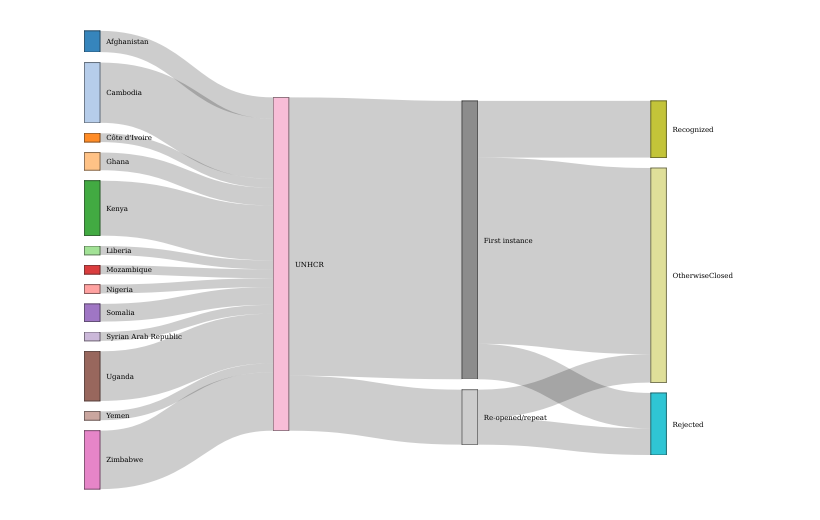 Afghanistan
Cambodia
Côte d'Ivoire
Ghana
Kenya
Liberia
Mozambique
Nigeria
Somalia
Syrian Arab Republic
Uganda
Yemen
Zimbabwe
UNHCR
First instance
Re-opened/repeat
Recognized
OtherwiseClosed
Rejected